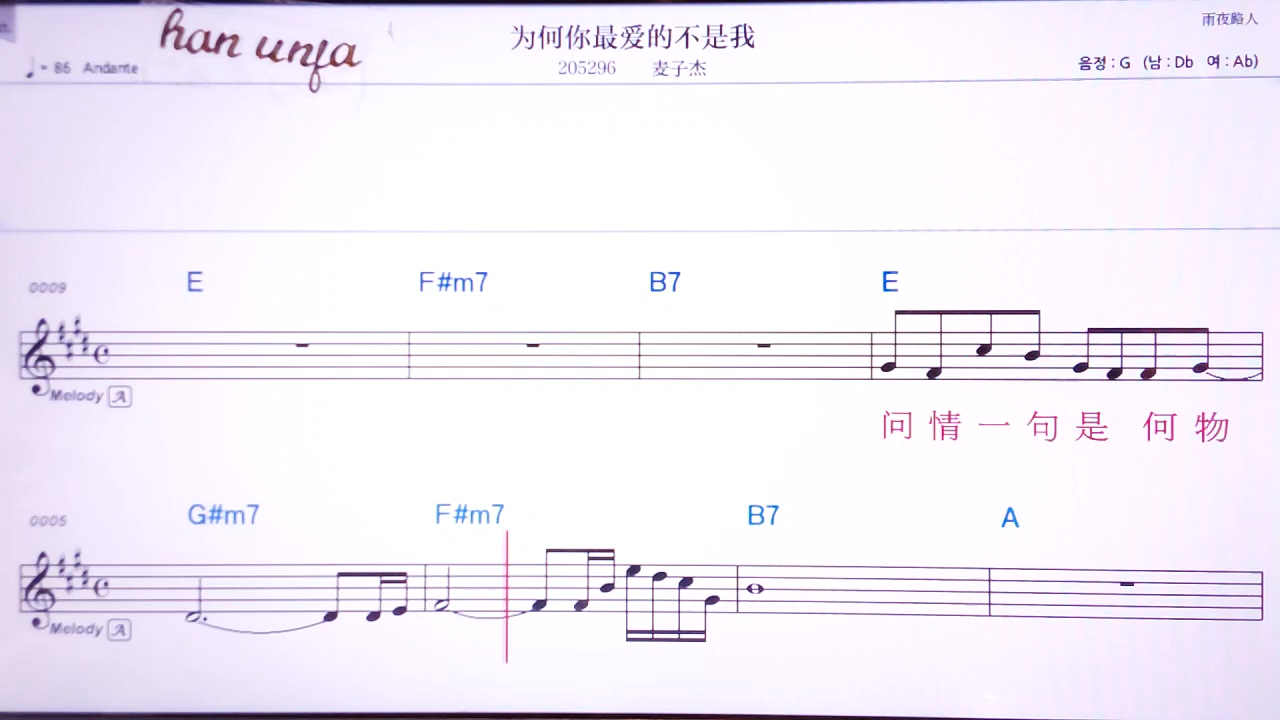 han unfa
为何你最爱的不是我
雨夜路人
♩= 86 Andante
205296 麦子杰
음정 : G (남 : Db 여 : Ab)
E F#m7 B7 E
0009
Melody A
问 情 一 句 是 何 物
G#m7 F#m7 B7 A
0005
Melody A